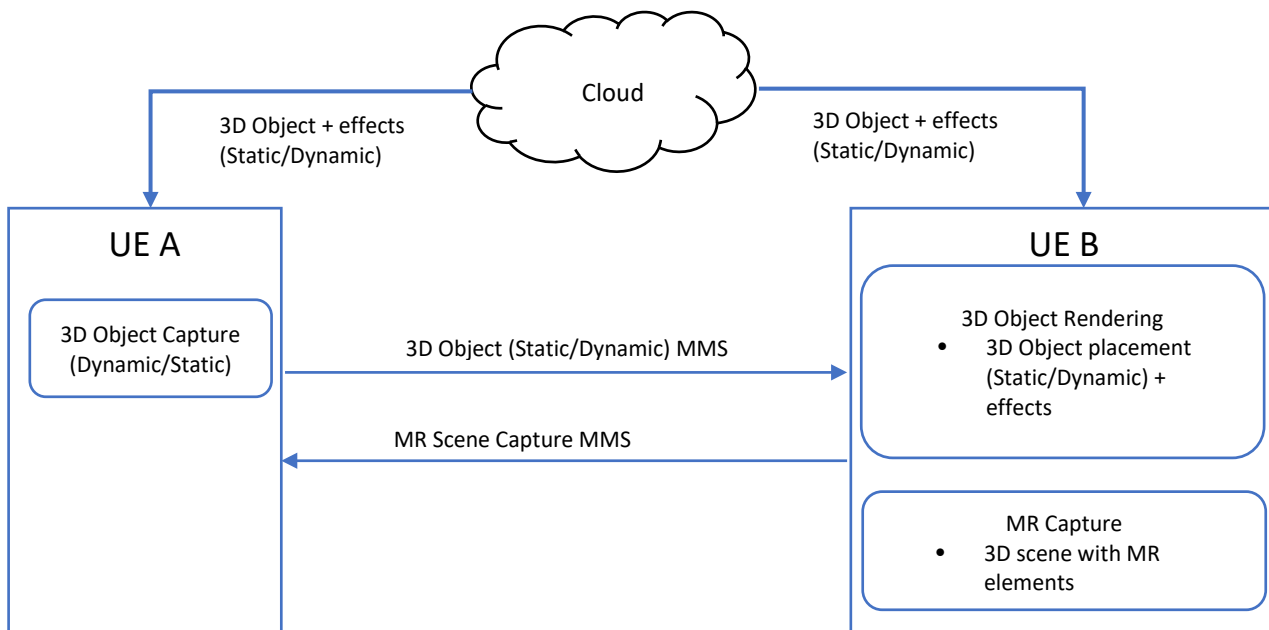 Cloud
3D Object + effects
(Static/Dynamic)
3D Object + effects
(Static/Dynamic)
UE A
3D Object Capture
(Dynamic/Static)
3D Object (Static/Dynamic) MMS
MR Scene Capture MMS
UE B
3D Object Rendering
• 3D Object placement
(Static/Dynamic) +
effects
MR Capture
• 3D scene with MR
elements